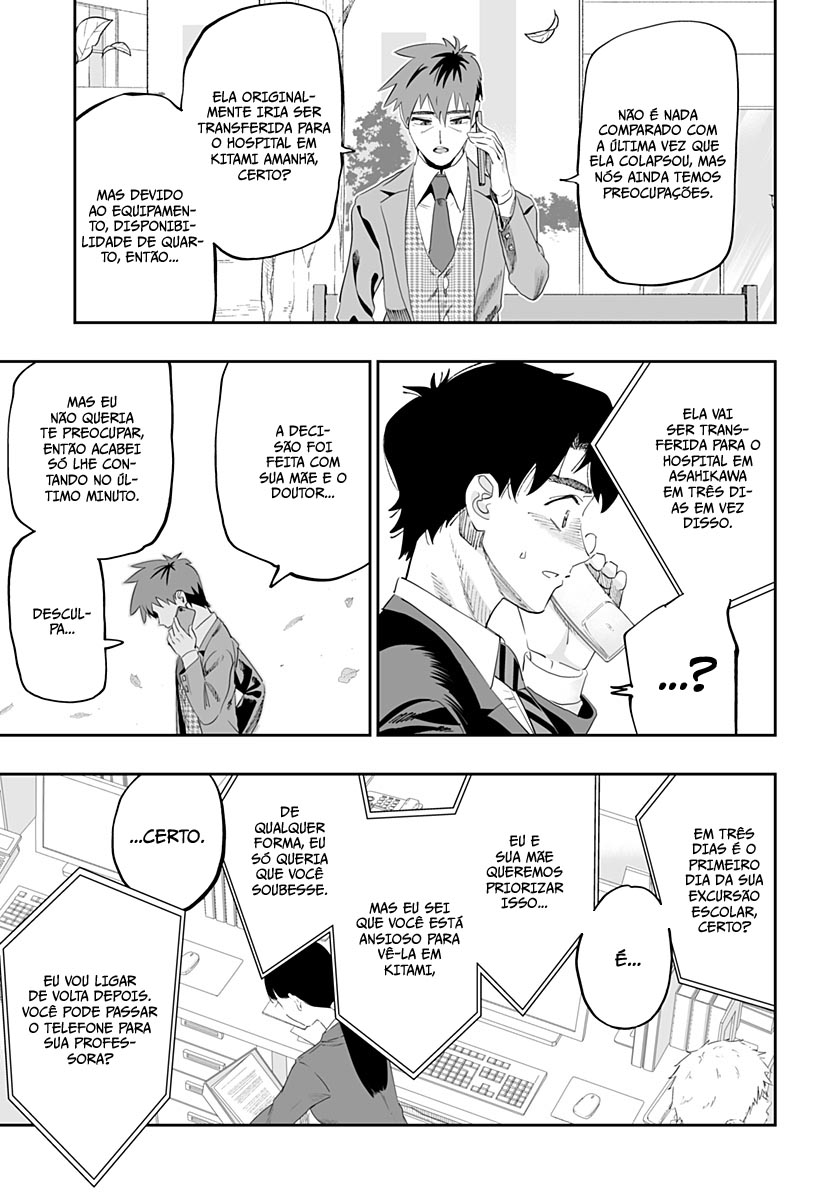 NÃO É NADA
COMPARADO COM
A ÚLTIMA VEZ QUE
ELA COLAPSOU, MAS
NÓS AINDA TEMOS
PREOCUPAÇÕES.
ELA ORIGINAL-
MENTE IRIA SER
TRANSFERIDA PARA
O HOSPITAL EM
KITAMI AMANHÃ,
CERTO?
MAS DEVIDO
AO EQUIPAMEN-
TO, DISPONIBI-
LIDADE DE QUAR-
TO, ENTÃO...
ELA VAI
SER TRANS-
FERIDA PARA O
HOSPITAL EM
ASAHIKAWA
EM TRÊS DI-
AS EM VEZ
DISSO.
...?
A DECI-
SÃO FOI
FEITA COM
SUA MÃE E O
DOUTOR...
MAS EU
NÃO QUERIA
TE PREOCUPAR,
ENTÃO ACABEI
SÓ LHE CON-
TANDO NO ÚL-
TIMO MINUTO.
DESCUL-
PA...
EM TRÊS
DIAS É O
PRIMEIRO
DIA DA SUA
EXCURSÃO
ESCOLAR,
CERTO?
É...
EU E
SUA MÃE
QUEREMOS
PRIORIZAR
ISSO...
MAS EU SEI
QUE VOCÊ ESTÁ
ANSIOSO PARA
VÊ-LA EM
KITAMI,
DE
QUALQUER
FORMA, EU
SÓ QUERIA
QUE VOCÊ
SOUBESSE.
...CERTO.
EU VOU LIGAR
DE VOLTA DEPOIS.
VOCÊ PODE PASSAR
O TELEFONE PARA
SUA PROFES-
SORA?